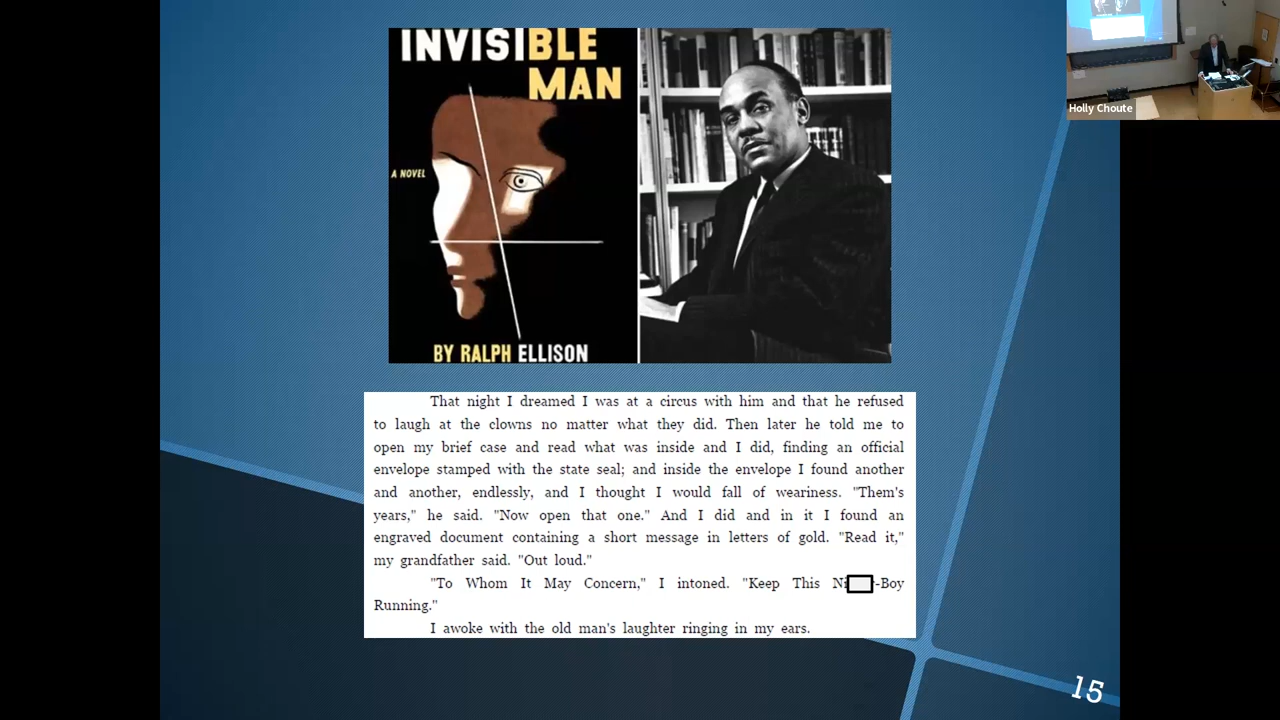 INVISIBLE
MAN
A NOVEL
BY RALPH ELLISON
Holly Choute
That night I dreamed I was at a circus with him and that he refused
to laugh at the clowns no matter what they did. Then later he told me to
open my brief case and read what was inside and I did, finding an official
envelope stamped with the state seal; and inside the envelope I found another
and another, endlessly, and I thought I would fall of weariness. "Them's
years," he said. "Now open that one." And I did and in it I found an
engraved document containing a short message in letters of gold. "Read it,"
my grandfather said. "Out loud."
"To Whom It May Concern," I intoned. "Keep This -Boy
Running."
I awoke with the old man's laughter ringing in my ears.
15